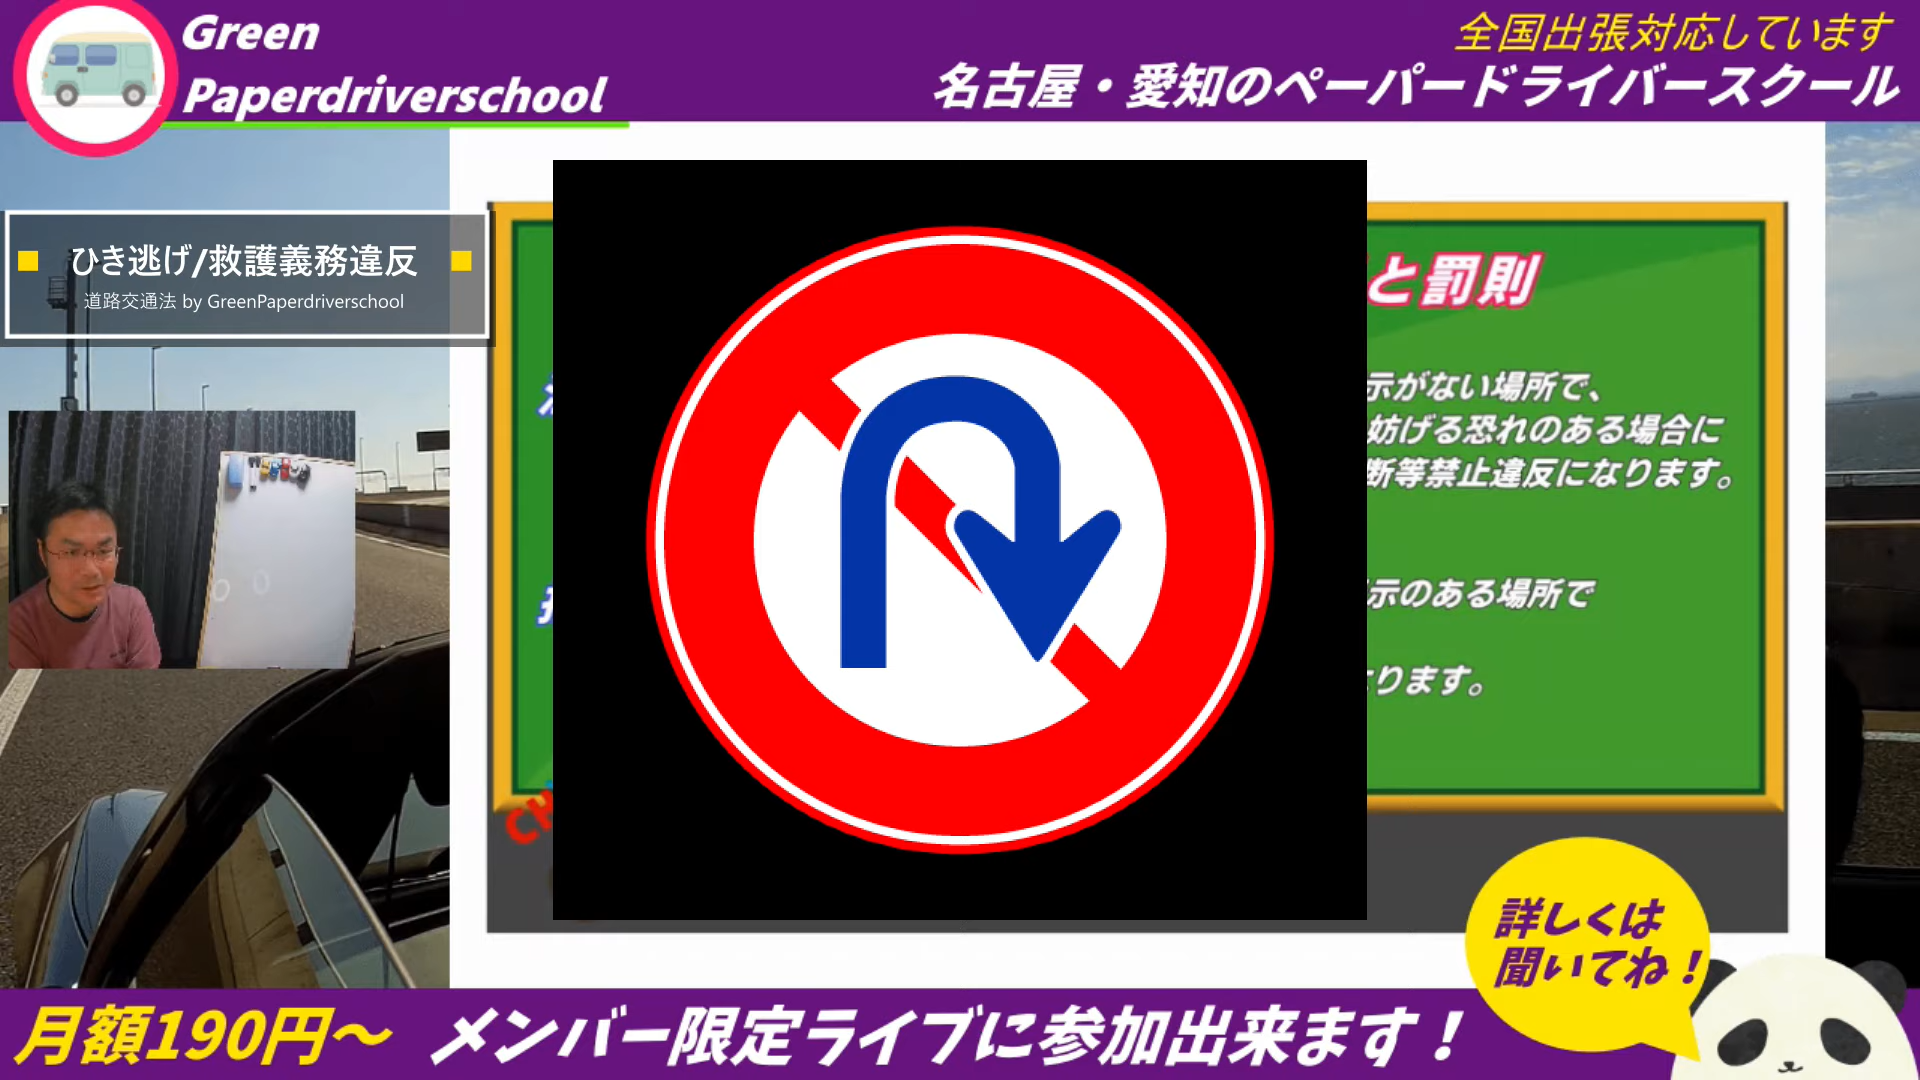 Green
Paperdriverschool
全国出張対応しています
名古屋・愛知のペーパードライバースクール
ひき逃げ/救護義務違反
道路交通法 by GreenPaperdriverschool
と罰則
示がない場所で、
妨げる恐れのある場合に
断等禁止違反になります。
示のある場所で
ります。
CH
詳しくは
聞いてね！
月額190円～ メンバー限定ライブに参加出来ます！